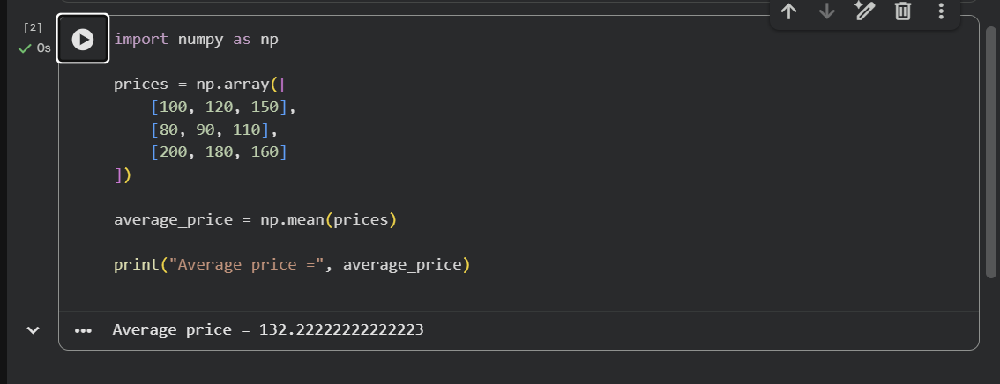 [2]
0s
import numpy as np
prices = np.array([
[100, 120, 150],
[80, 90, 110],
[200, 180, 160]
])
average_price = np.mean(prices)
print("Average price =", average_price)
Average price = 132.22222222222223